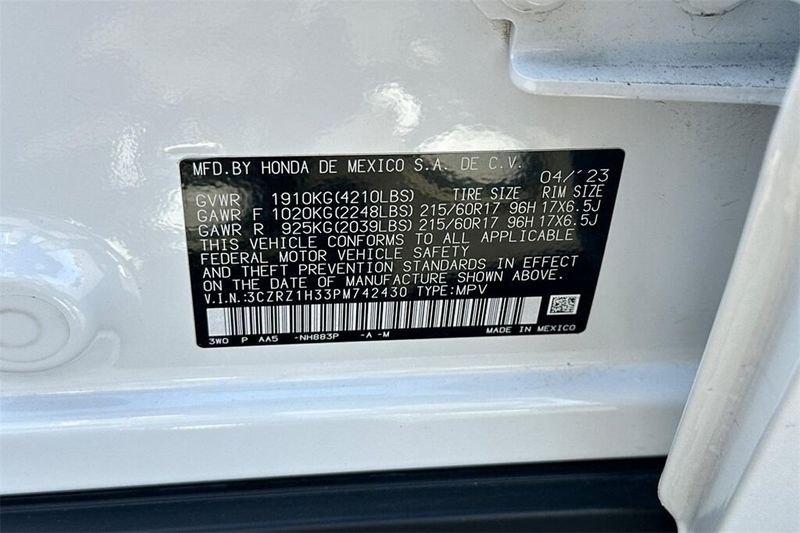 MFD.BY HONDA DE MEXICO S.A. DE C.V. 04/'23
GVWR 1910KG(4210LBS) TIRE SIZE RIM SIZE
GAWR F 1020KG(2248LBS) 215/60R17 96H 17X6.5J
GAWR R 925KG(2039LBS) 215/60R17 96H 17X6.5J
THIS VEHICLE CONFORMS TO ALL APPLICABLE
FEDERAL MOTOR VEHICLE SAFETY
AND THEFT PREVENTION STANDARDS IN EFFECT
ON THE DATE OF MANUFACTURE SHOWN ABOVE.
V.I.N.:3CZRZ1H33PM742430 TYPE:MPV
3W0 P AA5 -NH883P -A -M MADE IN MEXICO